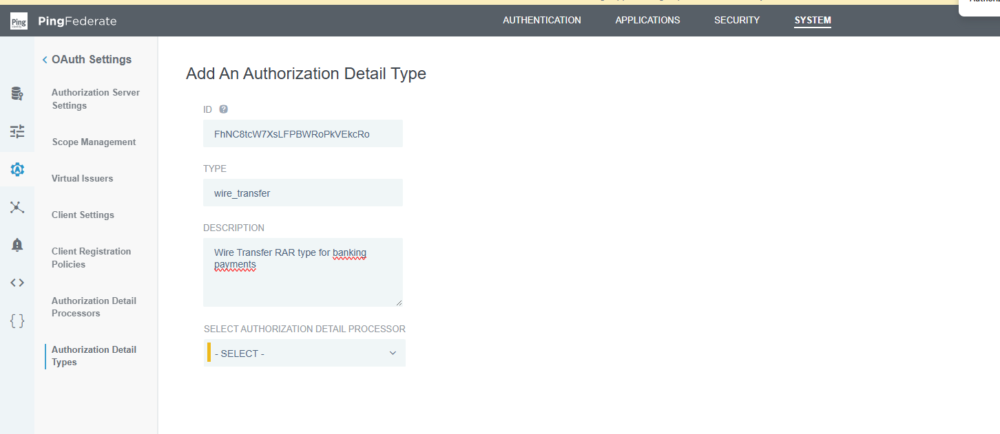 Ping
Identity
PingFederate
AUTHENTICATION
APPLICATIONS
SECURITY
SYSTEM
OAuth Settings
Authorization Server
Settings
Scope Management
Virtual Issuers
Client Settings
Client Registration
Policies
Authorization Detail
Processors
Authorization Detail
Types
Add An Authorization Detail Type
ID ?
FhNC8tcW7XsLFPBWRoPkVEkcRo
TYPE
wire_transfer
DESCRIPTION
Wire Transfer RAR type for banking
payments
SELECT AUTHORIZATION DETAIL PROCESSOR
- SELECT -